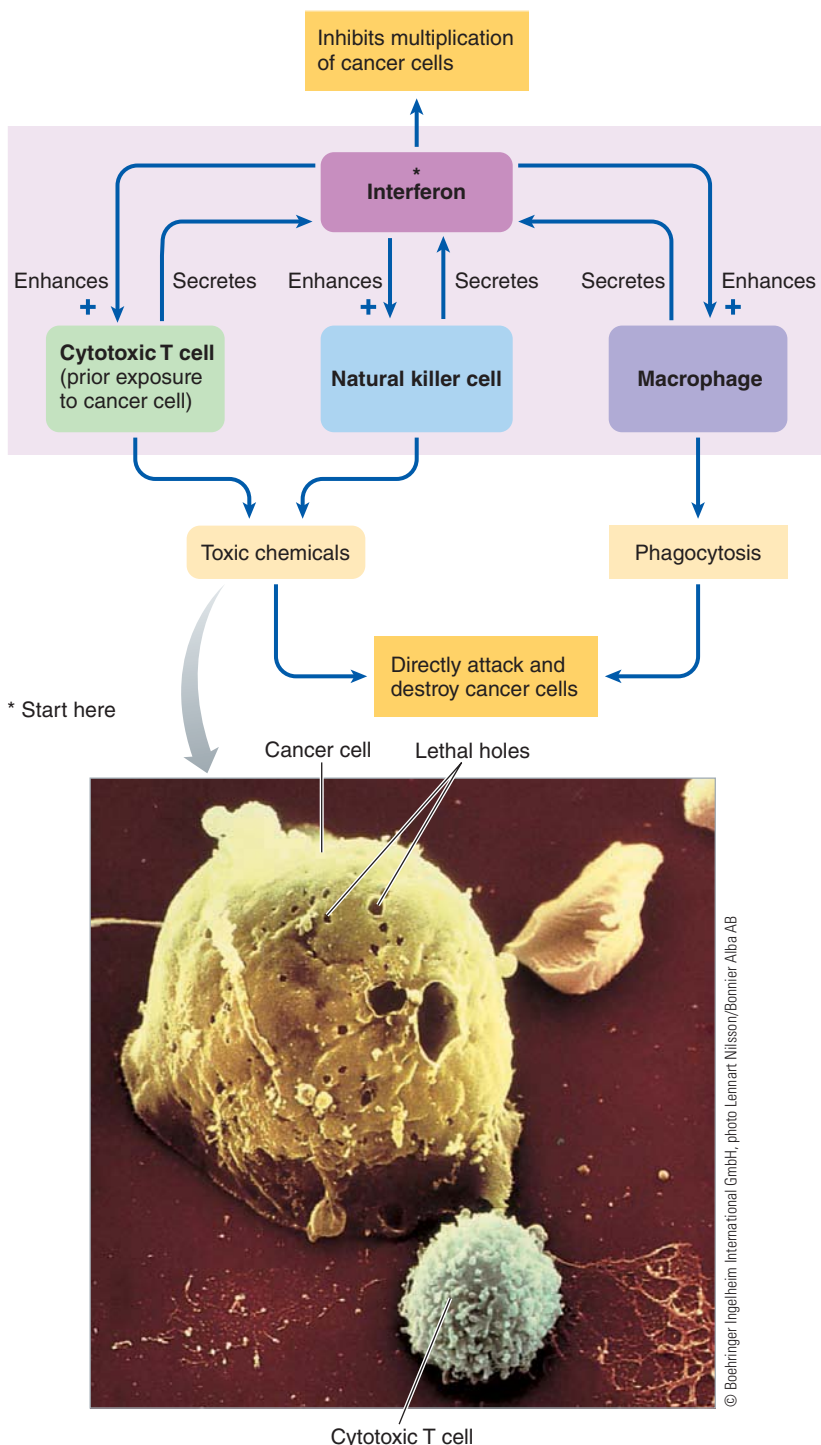 Inhibits multiplication
of cancer cells
*
Interferon
Enhances
+
Secretes
Enhances
+
Secretes
Secretes
Enhances
+
Cytotoxic T cell
(prior exposure
to cancer cell)
Natural killer cell
Macrophage
Toxic chemicals
Phagocytosis
Directly attack and
destroy cancer cells
* Start here
Cancer cell
Lethal holes
© Boehringer Ingelheim International GmbH, photo Lennart Nilsson/Bonnier Alba AB
Cytotoxic T cell